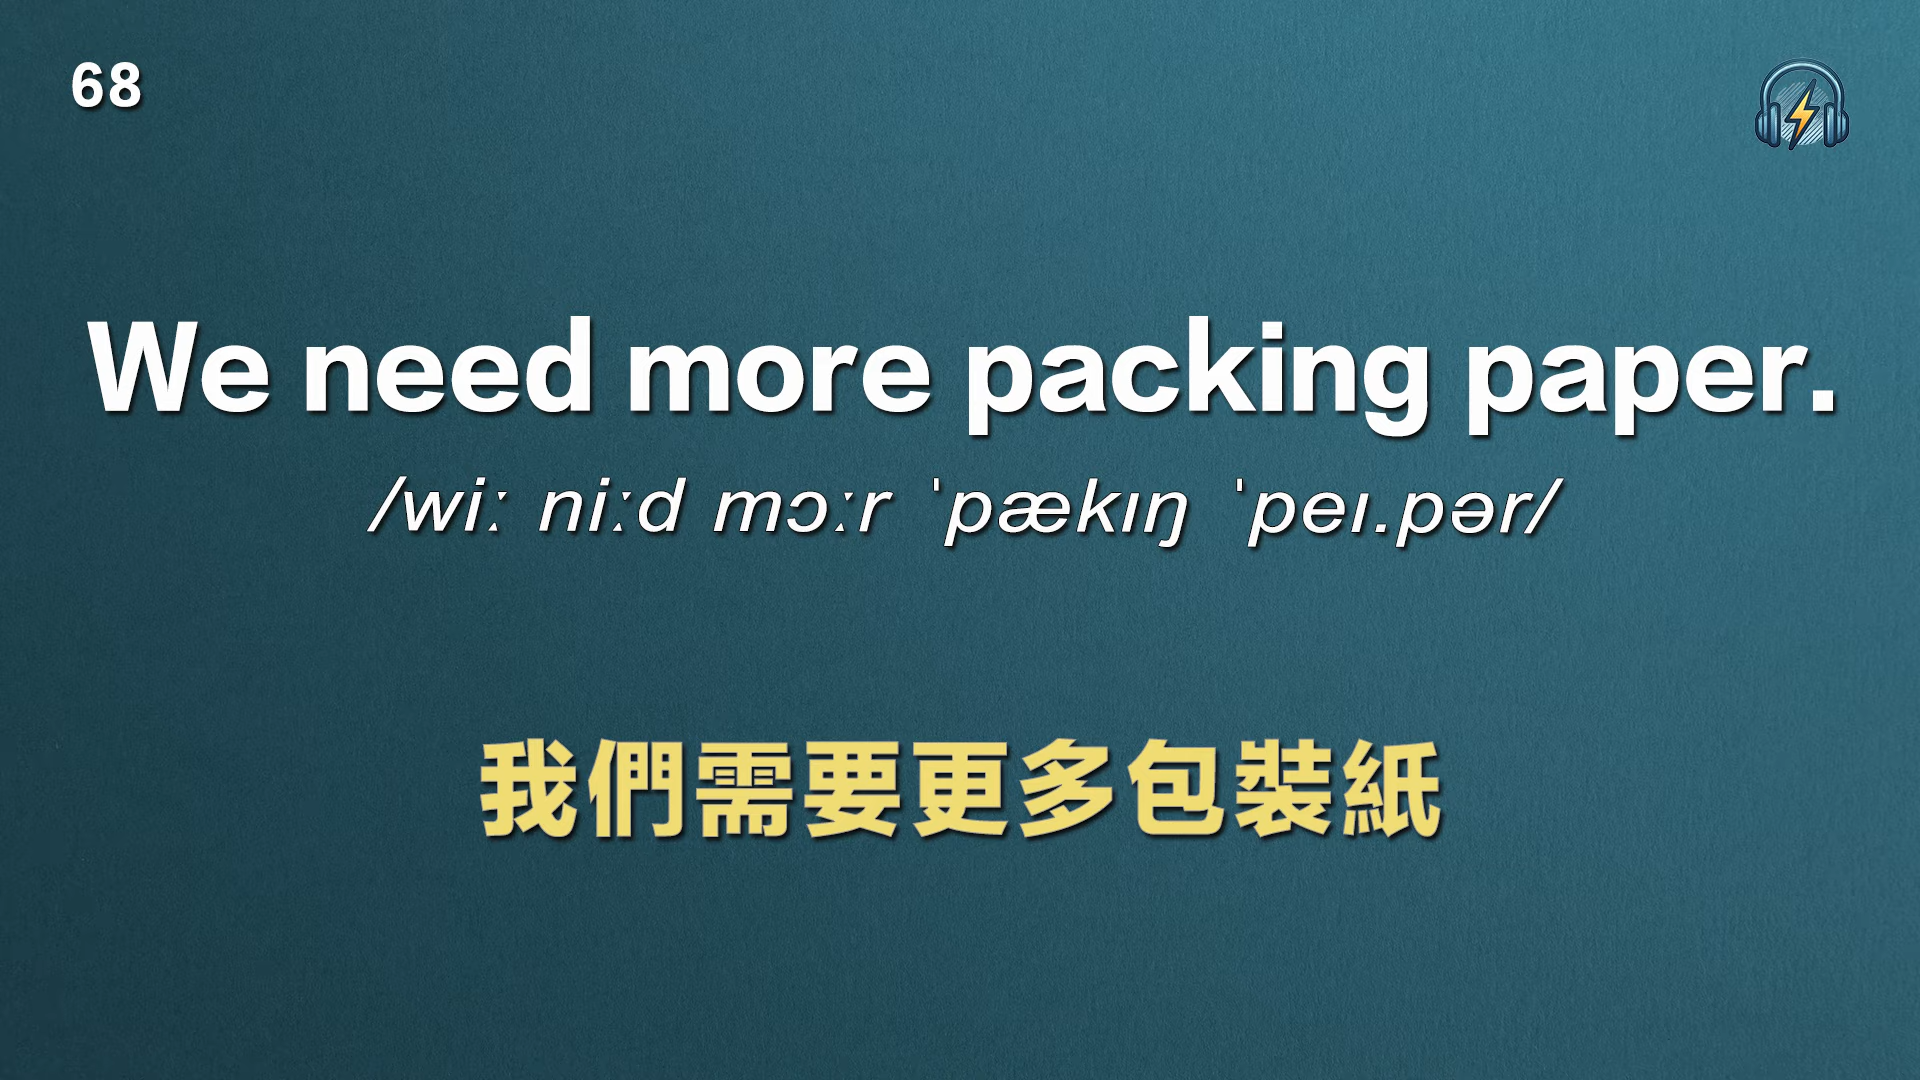 68
We need more packing paper.
/wiː niːd mɔːr ˈpækɪŋ ˈpeɪ.pər/
我們需要更多包裝紙